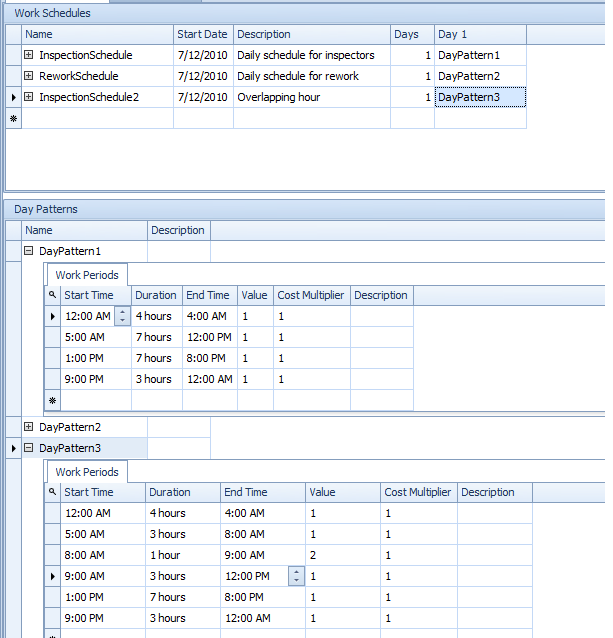 Work Schedules
Name Start Date Description Days Day 1
InspectionSchedule 7/12/2010 Daily schedule for inspectors 1 DayPattern1
ReworkSchedule 7/12/2010 Daily schedule for rework 1 DayPattern2
InspectionSchedule2 7/12/2010 Overlapping hour 1 DayPattern3
Day Patterns
Name Description
DayPattern1
Work Periods
Start Time Duration End Time Value Cost Multiplier Description
12:00 AM 4 hours 4:00 AM 1 1
5:00 AM 7 hours 12:00 PM 1 1
1:00 PM 7 hours 8:00 PM 1 1
9:00 PM 3 hours 12:00 AM 1 1
DayPattern2
DayPattern3
Work Periods
Start Time Duration End Time Value Cost Multiplier Description
12:00 AM 4 hours 4:00 AM 1 1
5:00 AM 3 hours 8:00 AM 1 1
8:00 AM 1 hour 9:00 AM 2 1
9:00 AM 3 hours 12:00 PM 1 1
1:00 PM 7 hours 8:00 PM 1 1
9:00 PM 3 hours 12:00 AM 1 1